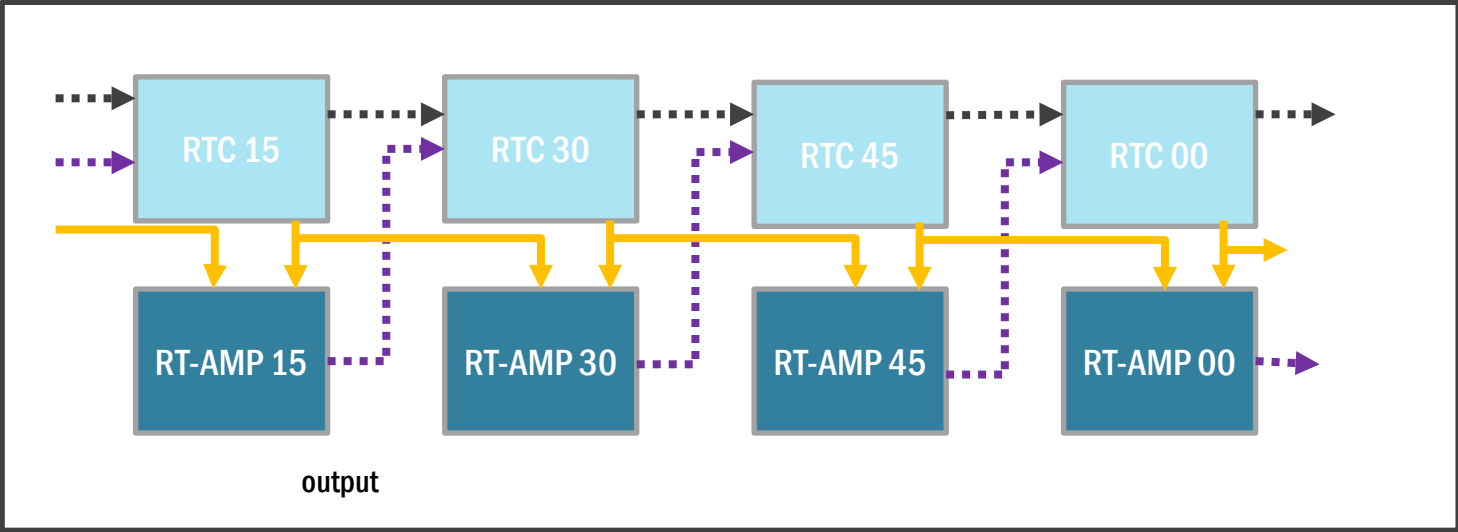 RTC 15
RTC 30
RTC 45
RTC 00
RT-AMP 15
RT-AMP 30
RT-AMP 45
RT-AMP 00
output